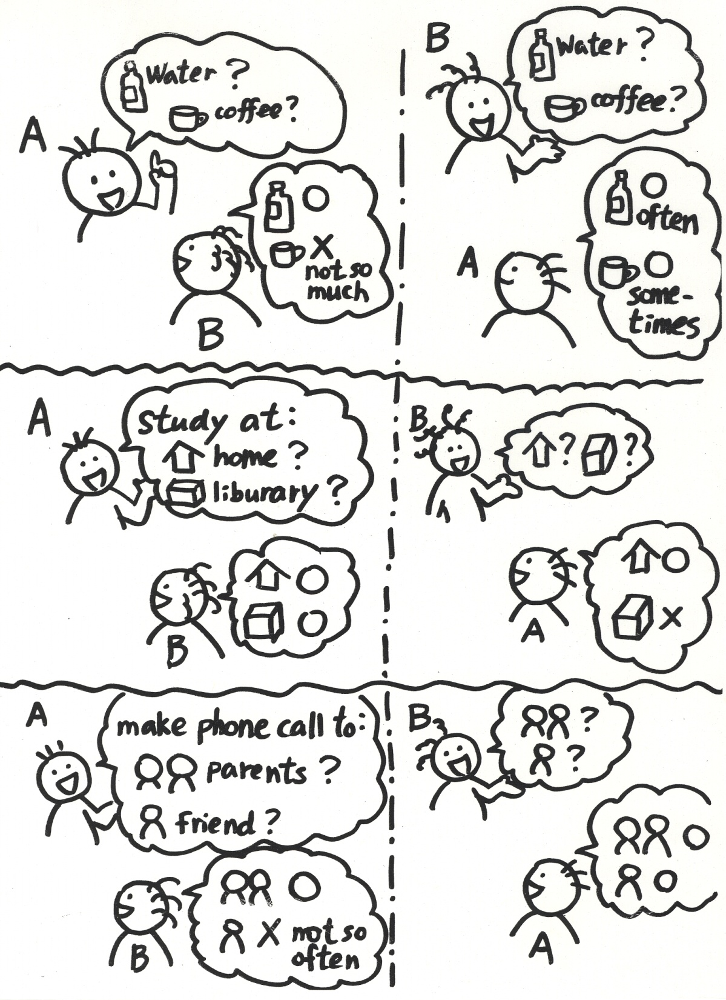 A
Water?
coffee?
not so
much
B
B
Water?
coffee?
often
some-
times
A
A
study at:
home?
liburary?
B
B
? ?
A
X
A
make phone call to:
parents?
friend?
X not so
often
B
B
?
?
A